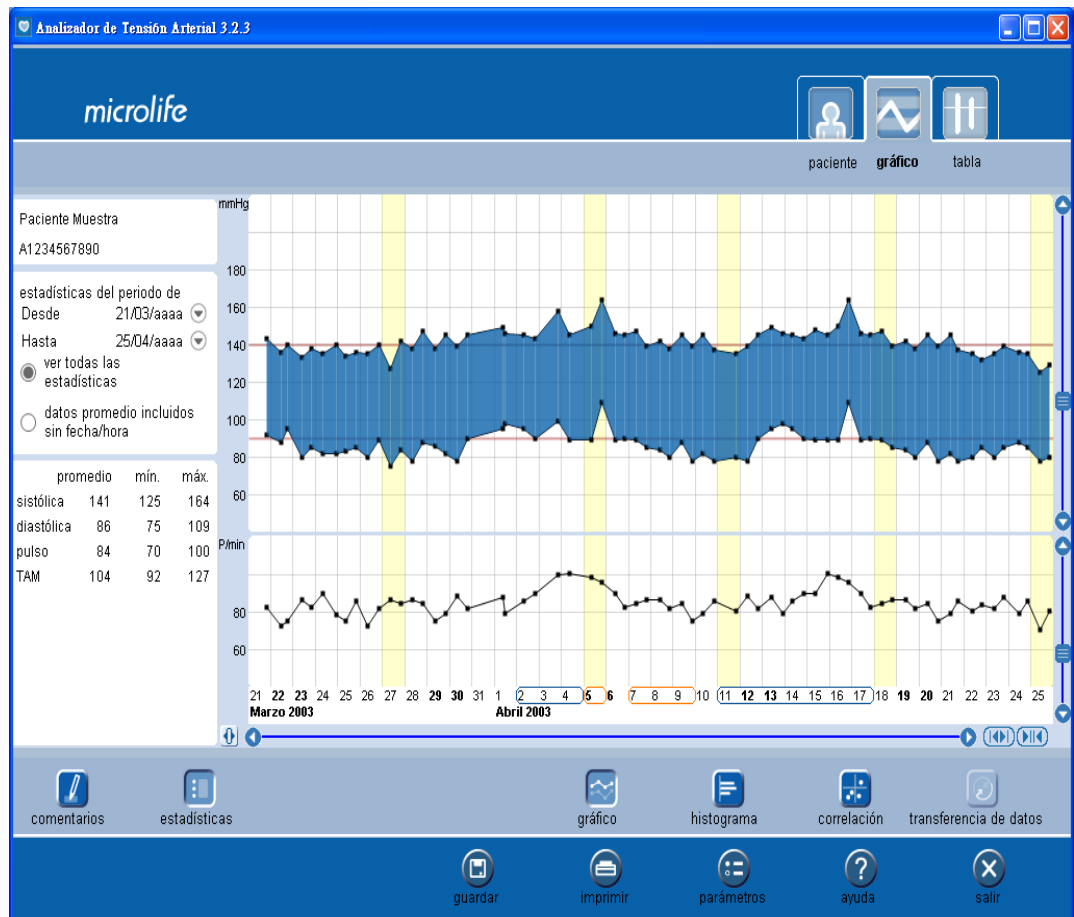 Analizador de Tensión Arterial 3.2.3
microlife
paciente gráfico tabla
Paciente Muestra
A1234567890
estadísticas del periodo de
Desde 21/03/aaaa
Hasta 25/04/aaaa
ver todas las
estadísticas
datos promedio incluidos
sin fecha/hora
promedio mín. máx.
sistólica 141 125 164
diastólica 86 75 109
pulso 84 70 100
TAM 104 92 127
mmHg
180
160
140
120
100
80
60
P/min
80
60
21 22 23 24 25 26 27 28 29 30 31 1 2 3 4 5 6 7 8 9 10 11 12 13 14 15 16 17 18 19 20 21 22 23 24 25
Marzo 2003 Abril 2003
comentarios estadísticas gráfico histograma correlación transferencia de datos
guardar imprimir parámetros ayuda salir